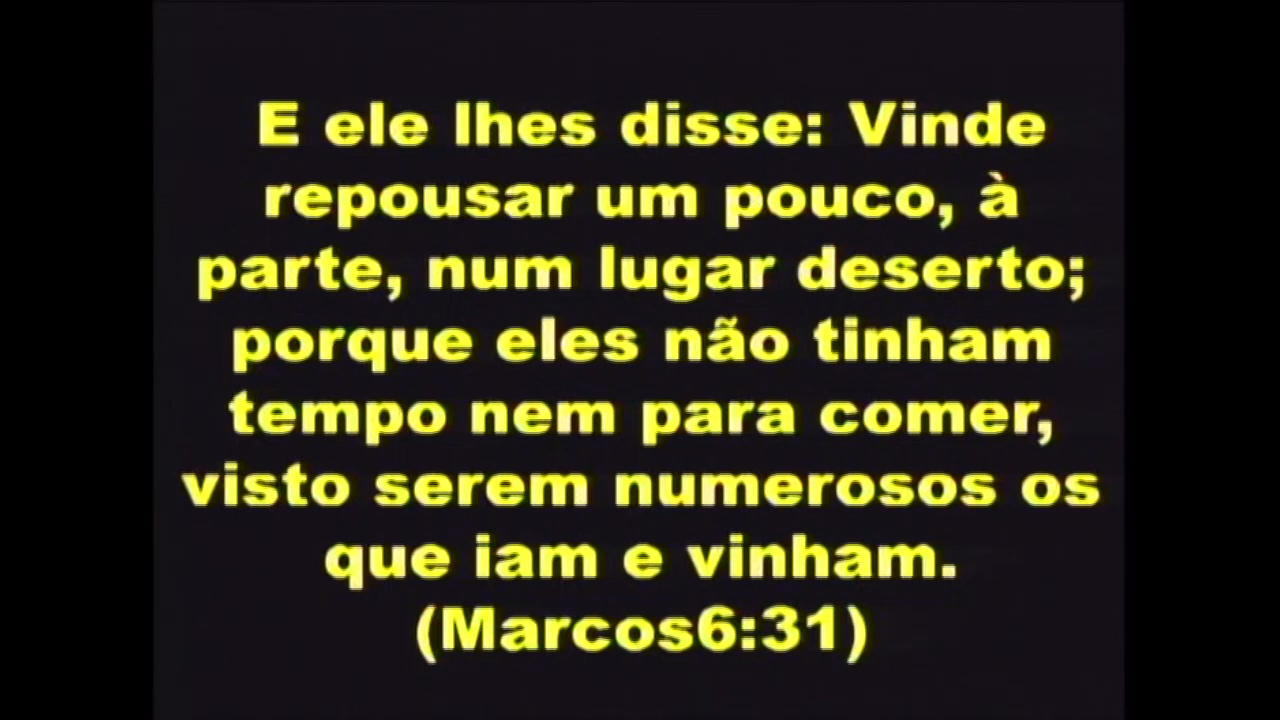 E ele lhes disse: Vinde
repousar um pouco, à
parte, num lugar deserto;
porque eles não tinham
tempo nem para comer,
visto serem numerosos os
que iam e vinham.
(Marcos6:31)